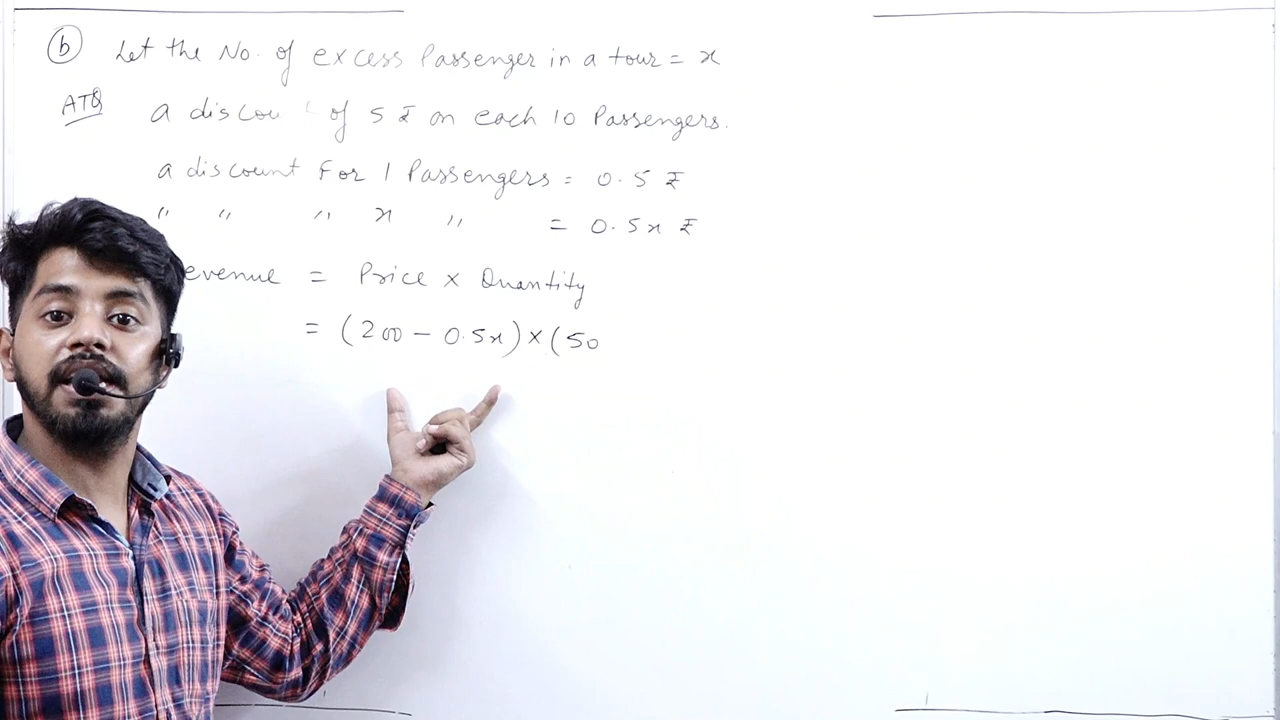 (b) Let the No. of excess Passenger in a tour = x
ATQ a discou of 5 ₹ on each 10 Passengers.
a discount For 1 Passengers = 0.5 ₹
" " " x " = 0.5x ₹
evenue = Price × Quantity
= (200 - 0.5x) × (50